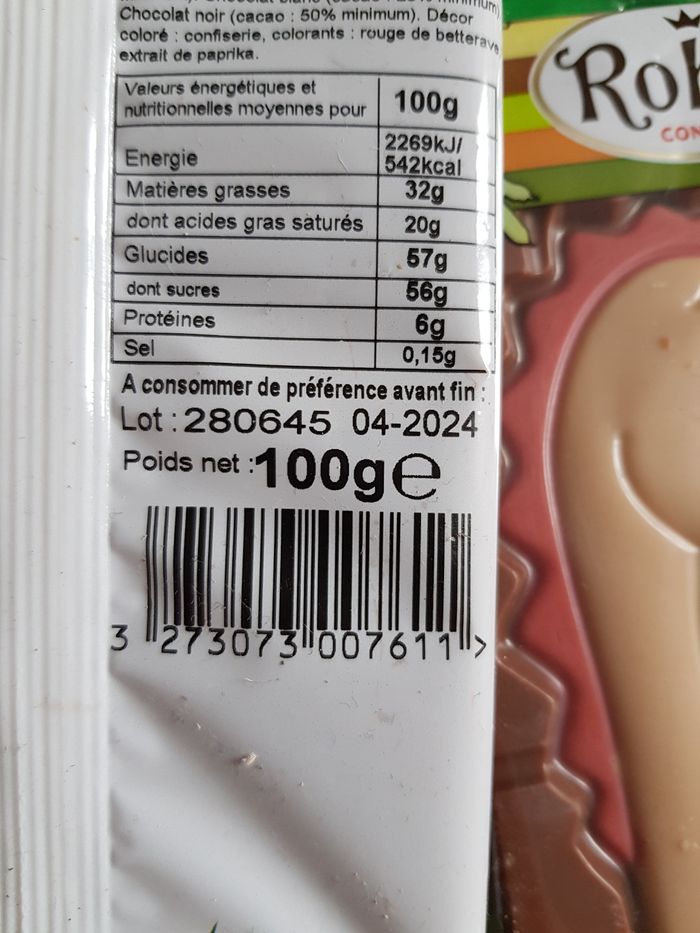 Chocolat noir (cacao : 50% minimum). Décor
coloré : confiserie, colorants : rouge de betterave,
extrait de paprika.
Valeurs énergétiques et
nutritionnelles moyennes pour 100g
Energie 2269kJ/
542kcal
Matières grasses 32g
dont acides gras saturés 20g
Glucides 57g
dont sucres 56g
Protéines 6g
Sel 0,15g
A consommer de préférence avant fin :
Lot : 280645 04-2024
Poids net : 100g e
3 273073 007611 >